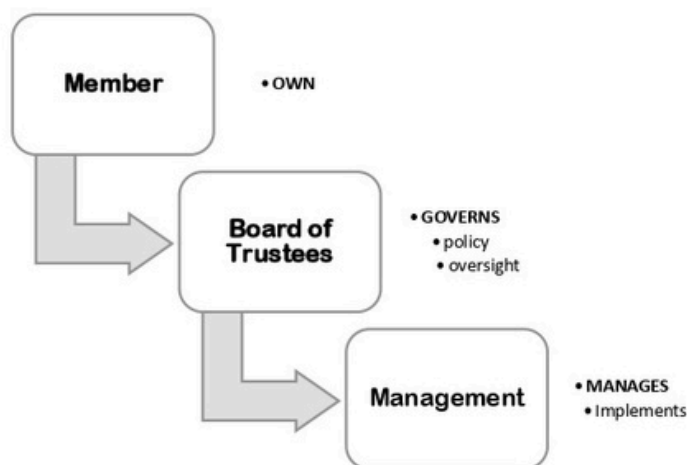 Member
• OWN
Board of
Trustees
• GOVERNS
• policy
• oversight
Management
• MANAGES
• Implements